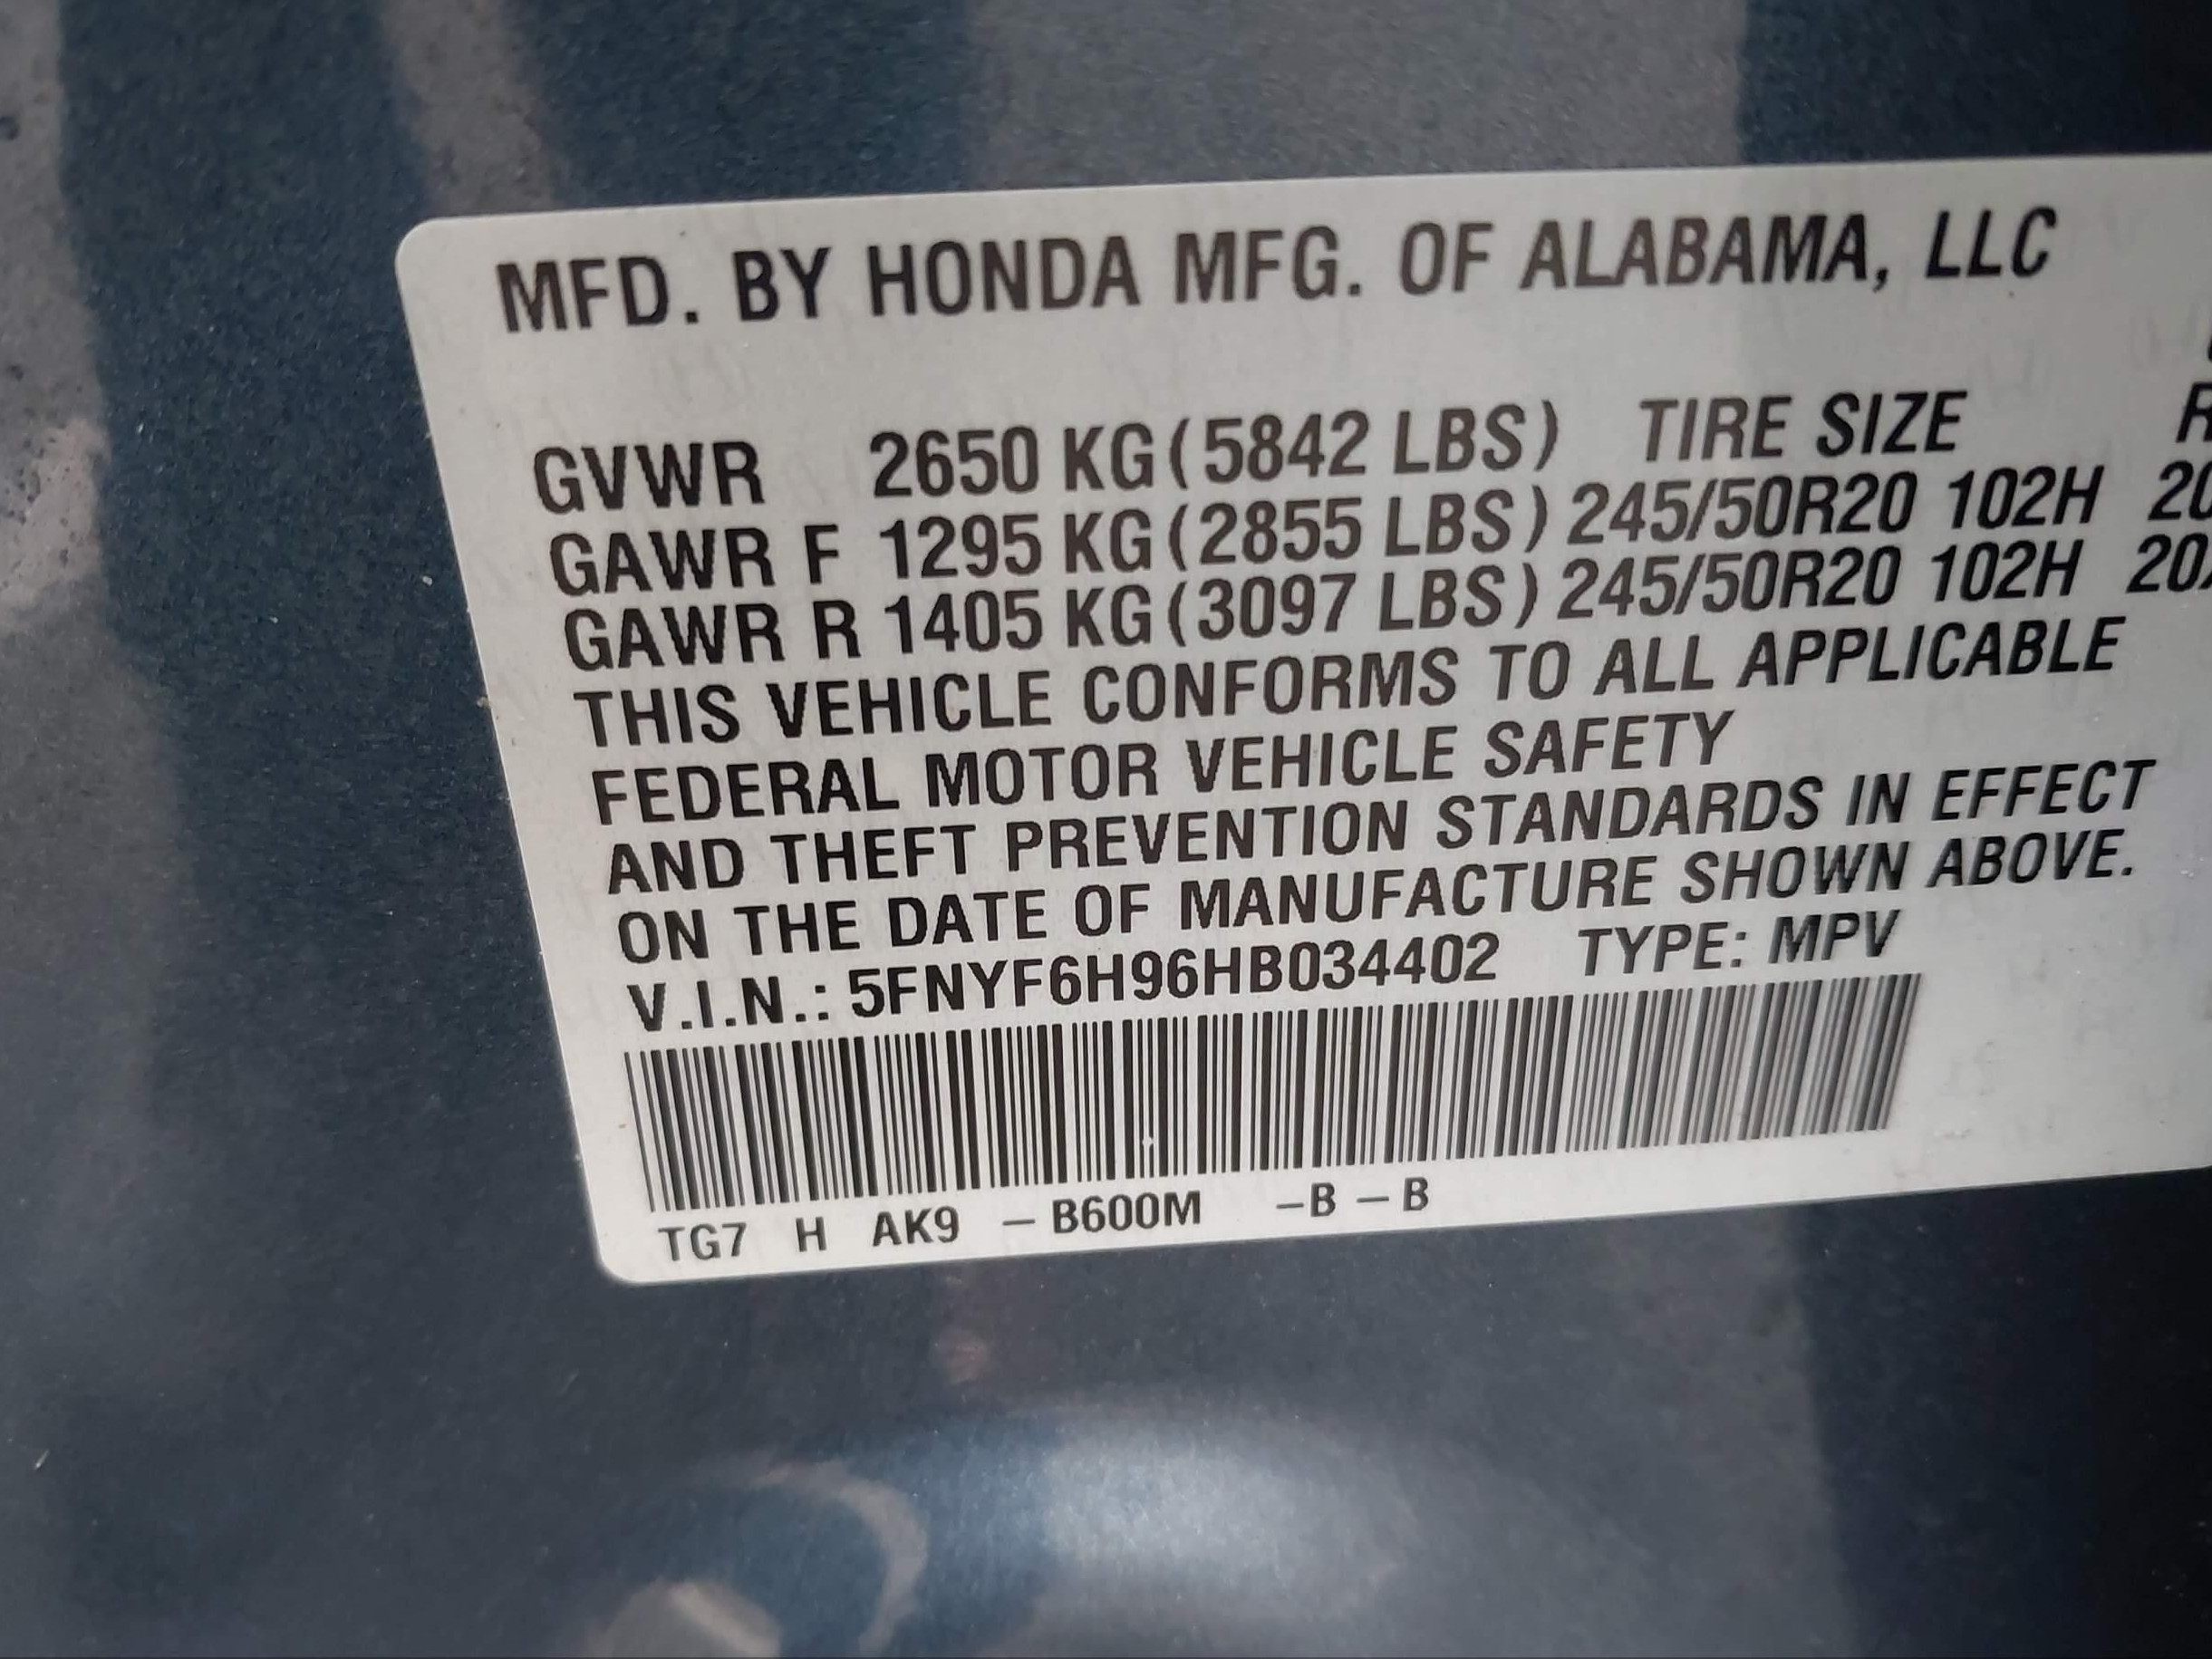 MFD. BY HONDA MFG. OF ALABAMA, LLC
GVWR 2650 KG (5842 LBS) TIRE SIZE
GAWR F 1295 KG (2855 LBS) 245/50R20 102H
GAWR R 1405 KG (3097 LBS) 245/50R20 102H
THIS VEHICLE CONFORMS TO ALL APPLICABLE
FEDERAL MOTOR VEHICLE SAFETY
AND THEFT PREVENTION STANDARDS IN EFFECT
ON THE DATE OF MANUFACTURE SHOWN ABOVE.
V.I.N.: 5FNYF6H96HB034402 TYPE: MPV
TG7 H AK9 – B600M –B – B